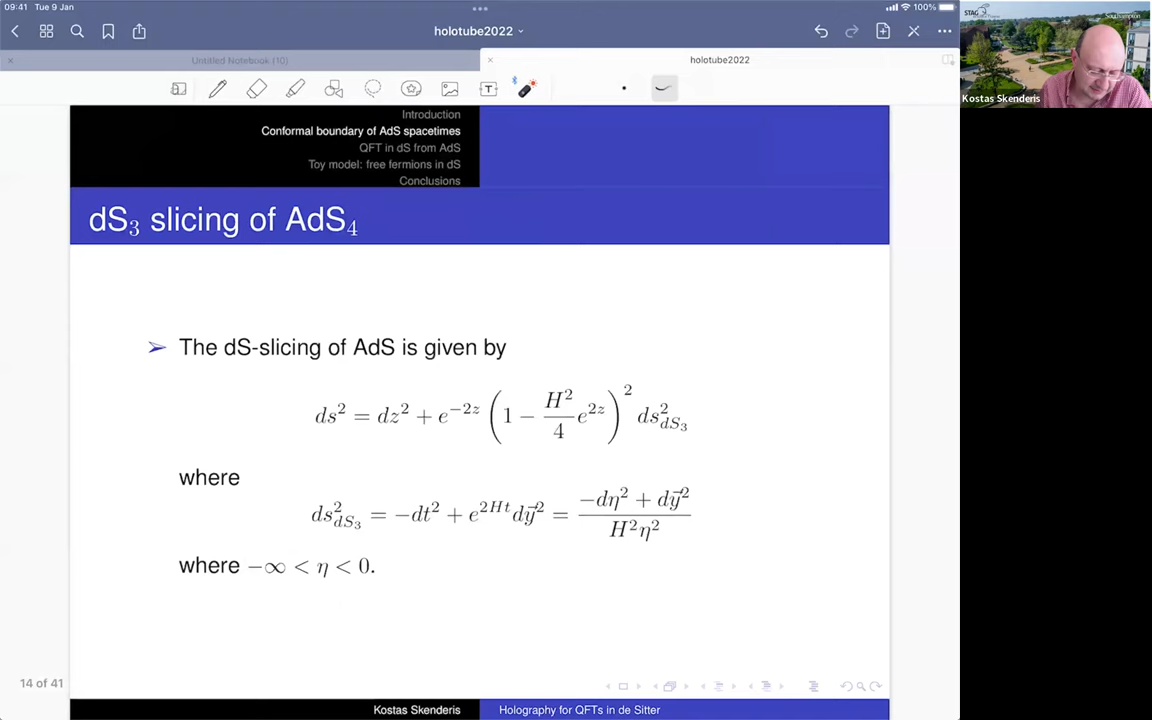 09:41 Tue 9 Jan
100%
holotube2022
Untitled Notebook (10)
holotube2022
T
STAG
Southampton
Kostas Skenderis
Introduction
Conformal boundary of AdS spacetimes
QFT in dS from AdS
Toy model: free fermions in dS
Conclusions
dS₃ slicing of AdS₄
➢ The dS-slicing of AdS is given by
ds² = dz² + e⁻²ᶻ (1 − H²/4 e²ᶻ)² ds²_{dS₃}
where
ds²_{dS₃} = −dt² + e^{2Ht}dy⃗² = (−dη² + dy⃗²)/(H²η²)
where −∞ < η < 0.
14 of 41
Kostas Skenderis
Holography for QFTs in de Sitter